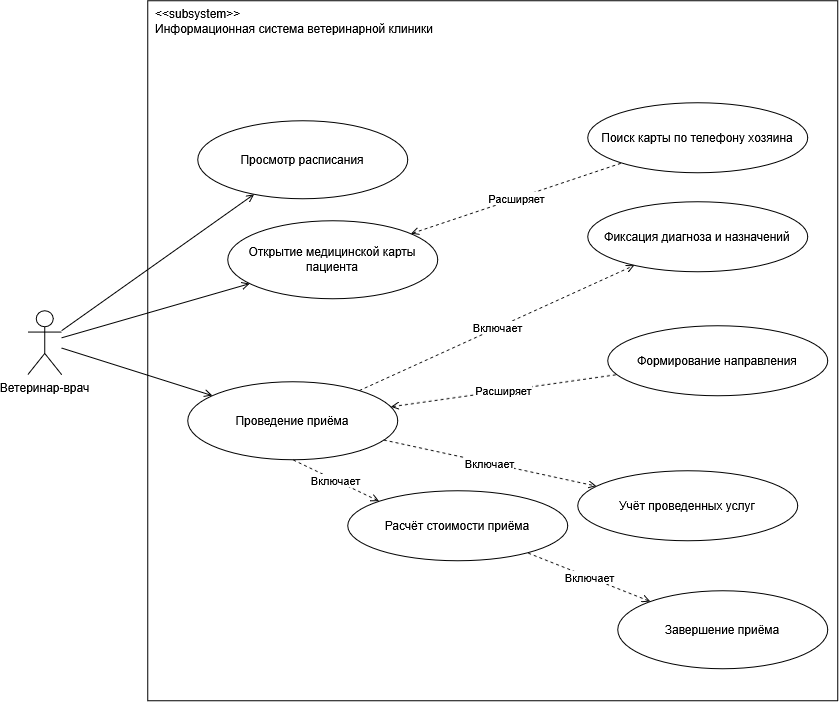 <<subsystem>>
Информационная система ветеринарной клиники
Поиск карты по телефону хозяина
Просмотр расписания
Расширяет
Фиксация диагноза и назначений
Открытие медицинской карты
пациента
Включает
Формирование направления
Ветеринар-врач
Расширяет
Проведение приёма
Включает
Включает
Учёт проведенных услуг
Расчёт стоимости приёма
Включает
Завершение приёма